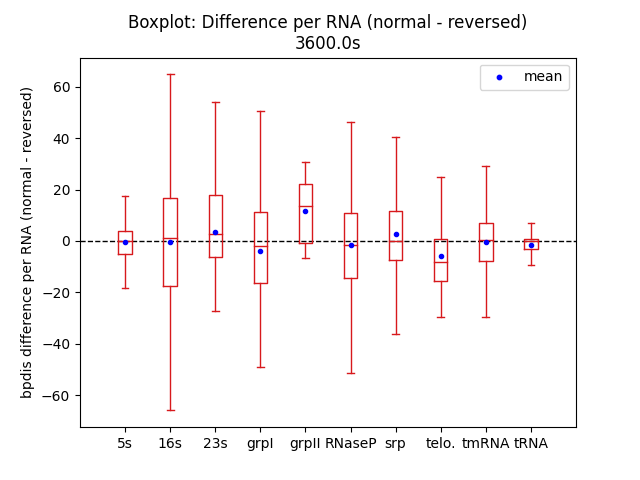 Boxplot: Difference per RNA (normal - reversed)
3600.0s
mean
bpdis difference per RNA (normal - reversed)
60
40
20
0
−20
−40
−60
5s 16s 23s grpI grpII RNaseP srp telo. tmRNA tRNA